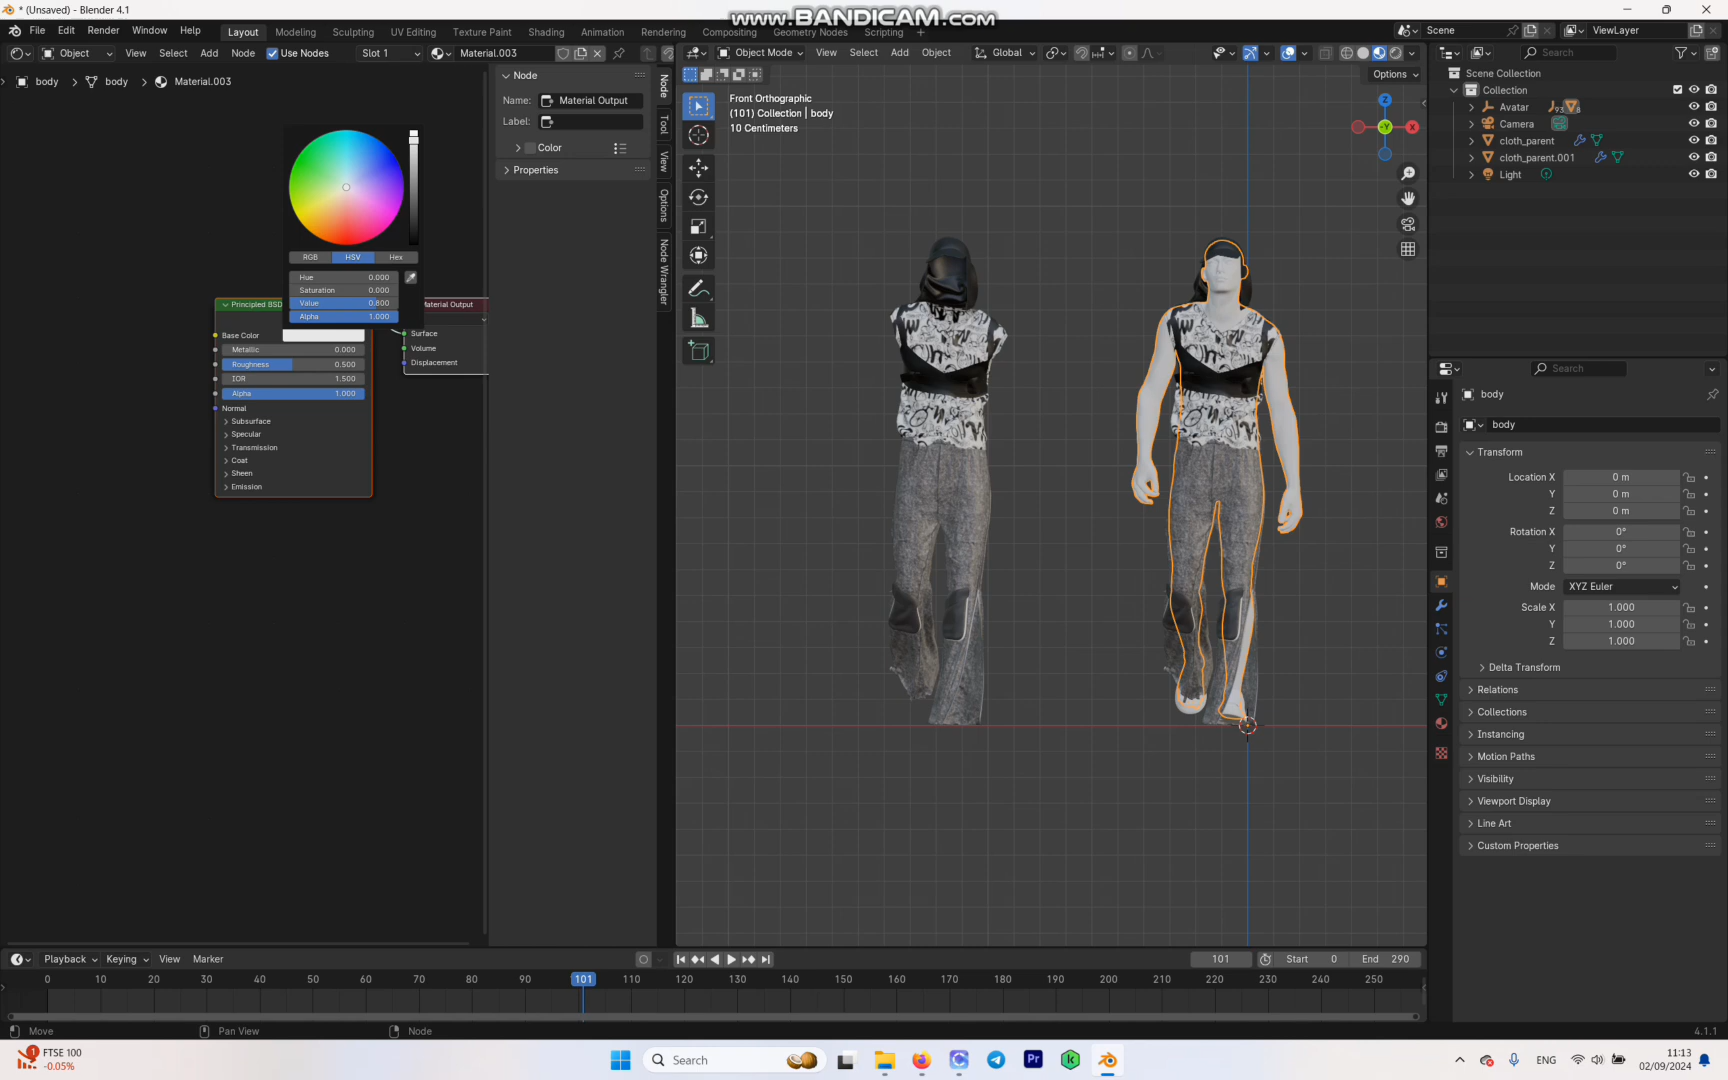 * (Unsaved) - Blender 4.1
www.BANDICAM.com
File Edit Render Window Help
Layout Modeling Sculpting UV Editing Texture Paint Shading Animation Rendering Compositing Geometry Nodes Scripting +
Scene
ViewLayer
Object View Select Add Node Use Nodes Slot 1 Material.003
Object Mode View Select Add Object Global
Search
body > body > Material.003
Node
Name: Material Output
Label:
Color
Properties
Node
Tool
View
Options
Node Wrangler
RGB HSV Hex
Hue 0.000
Saturation 0.000
Value 0.800
Alpha 1.000
Principled BSD
Base Color
Metallic 0.000
Roughness 0.500
IOR 1.500
Alpha 1.000
Normal
Subsurface
Specular
Transmission
Coat
Sheen
Emission
Material Output
Surface
Volume
Displacement
Options
Front Orthographic
(101) Collection | body
10 Centimeters
Z
-Y
X
Scene Collection
Collection
Avatar 93 8
Camera
cloth_parent
cloth_parent.001
Light
Search
body
body
Transform
Location X 0 m
Y 0 m
Z 0 m
Rotation X 0°
Y 0°
Z 0°
Mode XYZ Euler
Scale X 1.000
Y 1.000
Z 1.000
Delta Transform
Relations
Collections
Instancing
Motion Paths
Visibility
Viewport Display
Line Art
Custom Properties
Playback Keying View Marker
101 Start 0 End 290
0 10 20 30 40 50 60 70 80 90 101 110 120 130 140 150 160 170 180 190 200 210 220 230 240 250
Move Pan View Node
4.1.1
FTSE 100
-0.05%
1
Search
Pr
k
ENG
11:13
02/09/2024